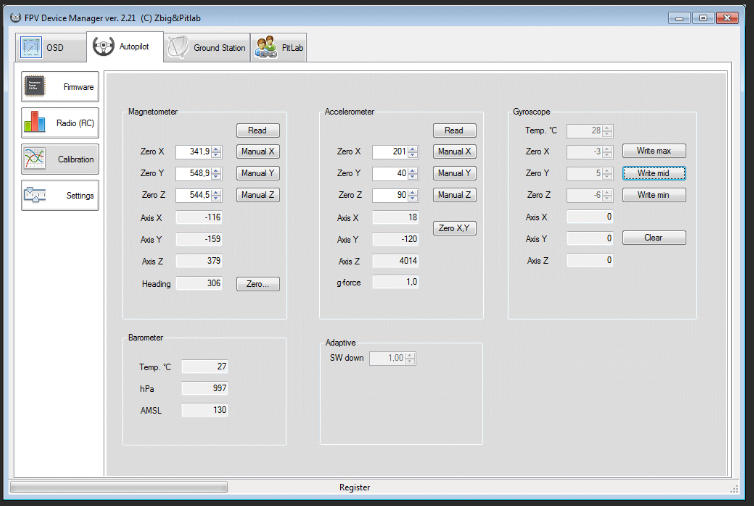 FPV Device Manager ver. 2.21 (C) Zbig&Pitlab
OSD Autopilot Ground Station PitLab
Firmware
Radio (RC)
Calibration
Settings
Magnetometer
Read
Zero X 341,9 Manual X
Zero Y 548,9 Manual Y
Zero Z 544,5 Manual Z
Axis X -116
Axis Y -159
Axis Z 379
Heading 306 Zero...
Accelerometer
Read
Zero X 201 Manual X
Zero Y 40 Manual Y
Zero Z 90 Manual Z
Axis X 18
Zero X,Y
Axis Y -120
Axis Z 4014
g-force 1,0
Gyroscope
Temp. °C 28
Zero X -3 Write max
Zero Y 5 Write mid
Zero Z -6 Write min
Axis X 0
Axis Y 0 Clear
Axis Z 0
Barometer
Temp. °C 27
hPa 997
AMSL 130
Adaptive
SW down 1,00
Register